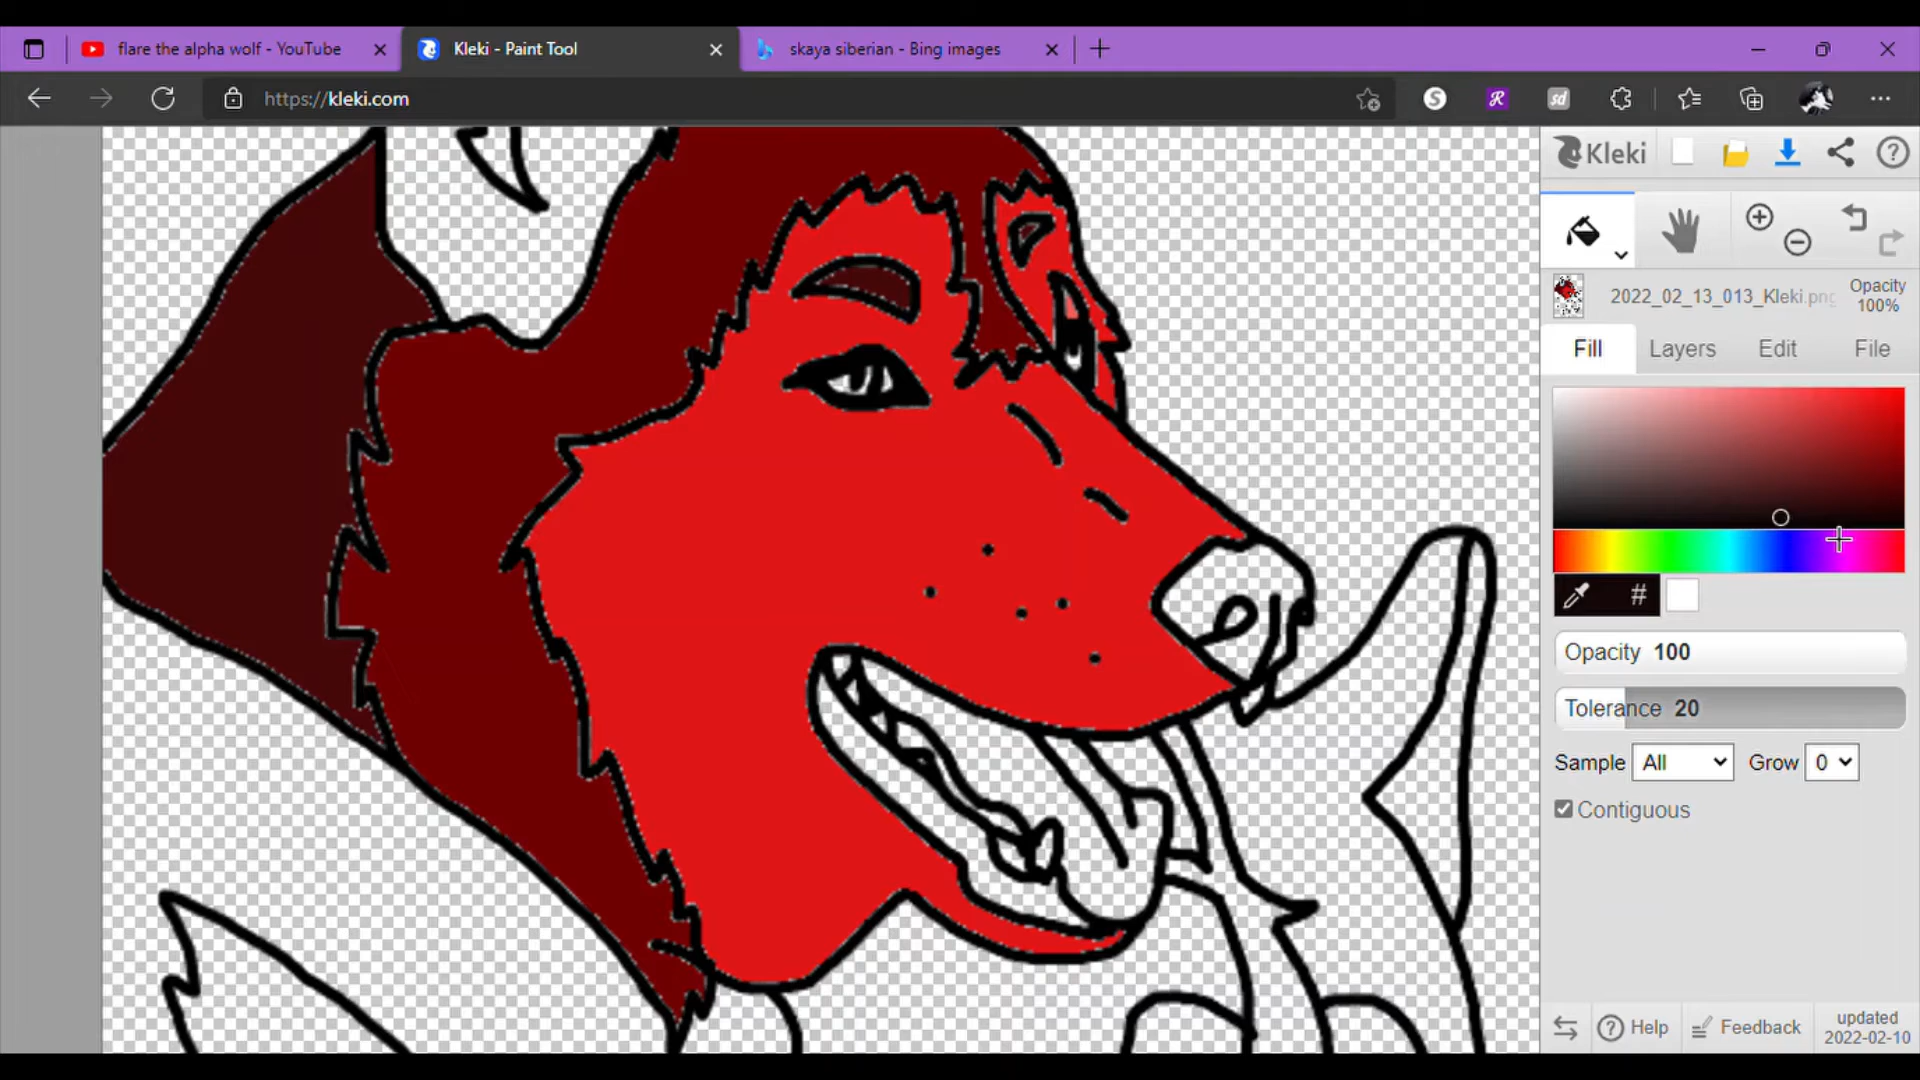 flare the alpha wolf - YouTube
Kleki - Paint Tool
skaya siberian - Bing images
https://kleki.com
S
R
sd
Kleki
?
2022_02_13_013_Kleki.png
Opacity
100%
Fill
Layers
Edit
File
#
Opacity 100
Tolerance 20
Sample All
Grow 0
Contiguous
? Help
Feedback
updated
2022-02-10